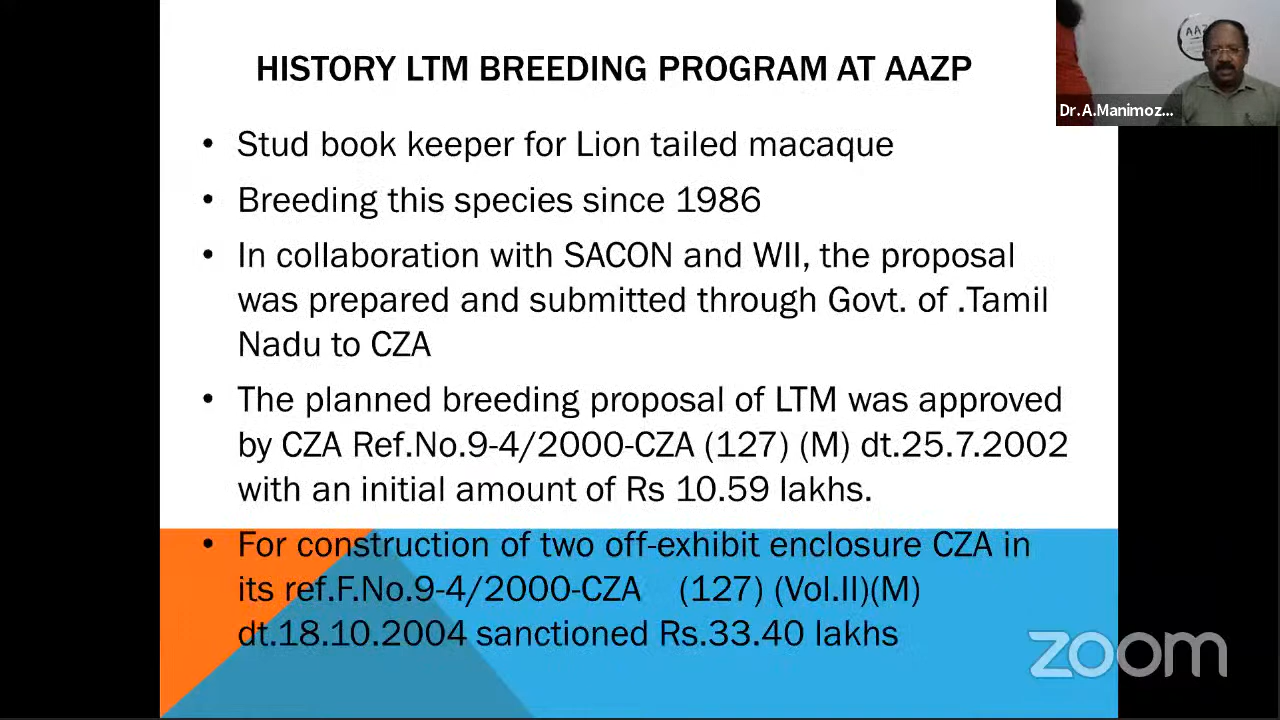 HISTORY LTM BREEDING PROGRAM AT AAZP
• Stud book keeper for Lion tailed macaque
• Breeding this species since 1986
• In collaboration with SACON and WII, the proposal
was prepared and submitted through Govt. of .Tamil
Nadu to CZA
• The planned breeding proposal of LTM was approved
by CZA Ref.No.9-4/2000-CZA (127) (M) dt.25.7.2002
with an initial amount of Rs 10.59 lakhs.
• For construction of two off-exhibit enclosure CZA in
its ref.F.No.9-4/2000-CZA (127) (Vol.II)(M)
dt.18.10.2004 sanctioned Rs.33.40 lakhs
Dr.A.Manimoz...
zoom